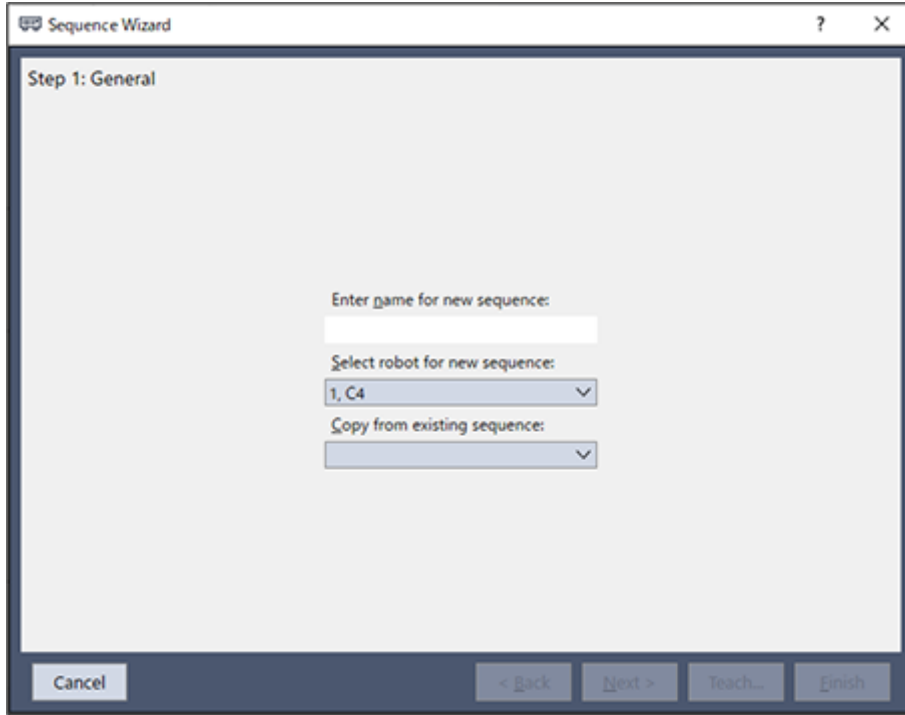 Sequence Wizard
?
Step 1: General
Enter name for new sequence:
Select robot for new sequence:
1, C4
Copy from existing sequence:
Cancel
< Back
Next >
Teach...
Finish